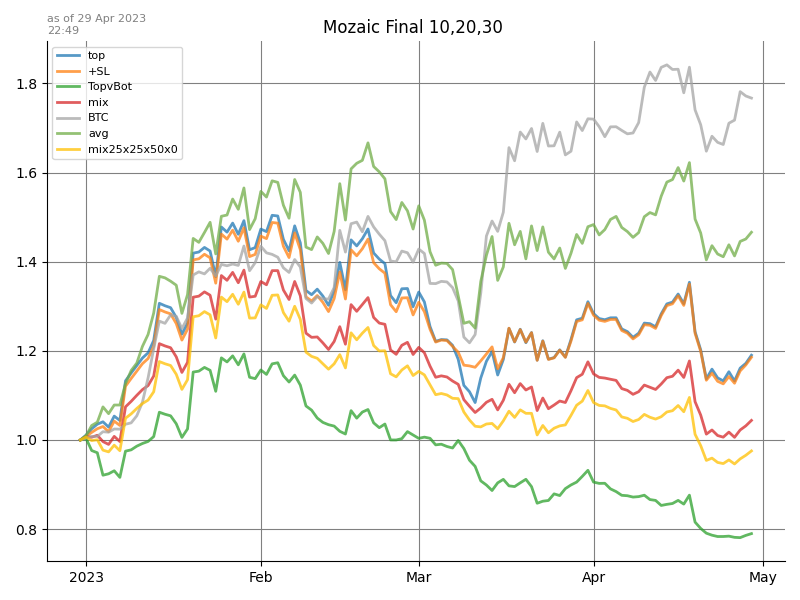 as of 29 Apr 2023
22:49
Mozaic Final 10,20,30
top
+SL
TopvBot
mix
BTC
avg
mix25x25x50x0
1.8
1.6
1.4
1.2
1.0
0.8
2023 Feb Mar Apr May